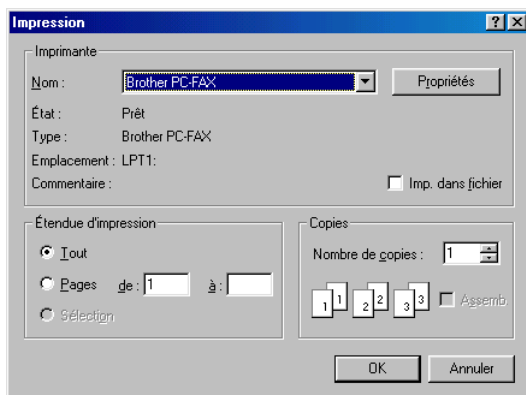 Impression
Imprimante
Nom : Brother PC-FAX Propriétés
État : Prêt
Type : Brother PC-FAX
Emplacement : LPT1:
Commentaire : Imp. dans fichier
Étendue d'impression
Tout
Pages de : 1 à :
Sélection
Copies
Nombre de copies : 1
1 1 2 2 3 3 Assemb
OK Annuler